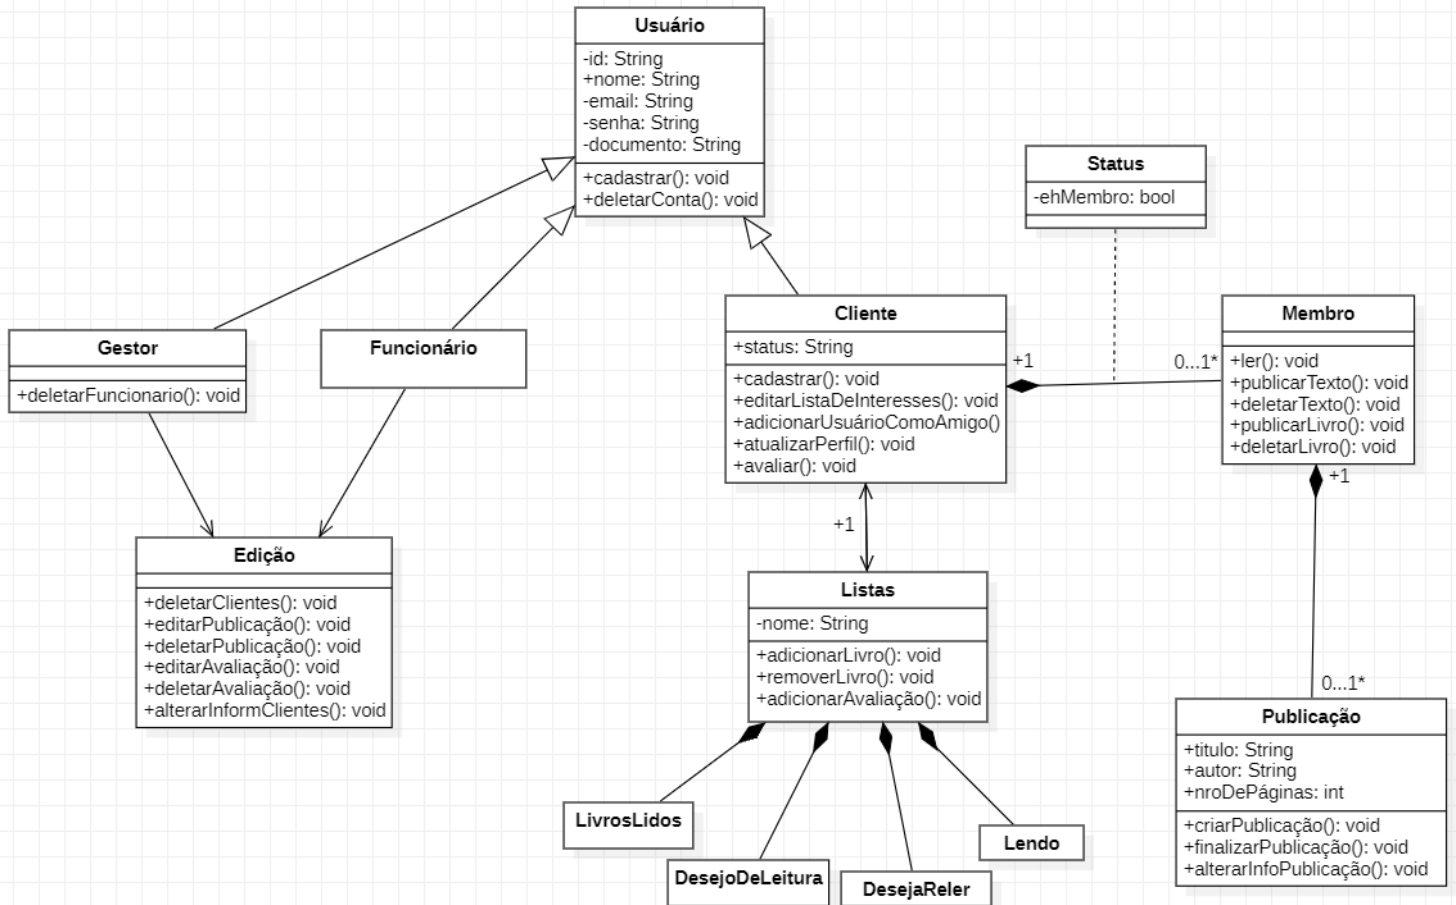 Usuário
-id: String
+nome: String
-email: String
-senha: String
-documento: String
+cadastrar(): void
+deletarConta(): void
Status
-ehMembro: bool
Gestor
+deletarFuncionario(): void
Funcionário
Cliente
+status: String
+cadastrar(): void
+editarListaDeInteresses(): void
+adicionarUsuárioComoAmigo()
+atualizarPerfil(): void
+avaliar(): void
+1
0...1*
Membro
+ler(): void
+publicarTexto(): void
+deletarTexto(): void
+publicarLivro(): void
+deletarLivro(): void
+1
+1
Edição
+deletarClientes(): void
+editarPublicação(): void
+deletarPublicação(): void
+editarAvaliação(): void
+deletarAvaliação(): void
+alterarInformClientes(): void
Listas
-nome: String
+adicionarLivro(): void
+removerLivro(): void
+adicionarAvaliação(): void
0...1*
Publicação
+titulo: String
+autor: String
+nroDePáginas: int
+criarPublicação(): void
+finalizarPublicação(): void
+alterarInfoPublicação(): void
LivrosLidos
DesejoDeLeitura
DesejaReler
Lendo